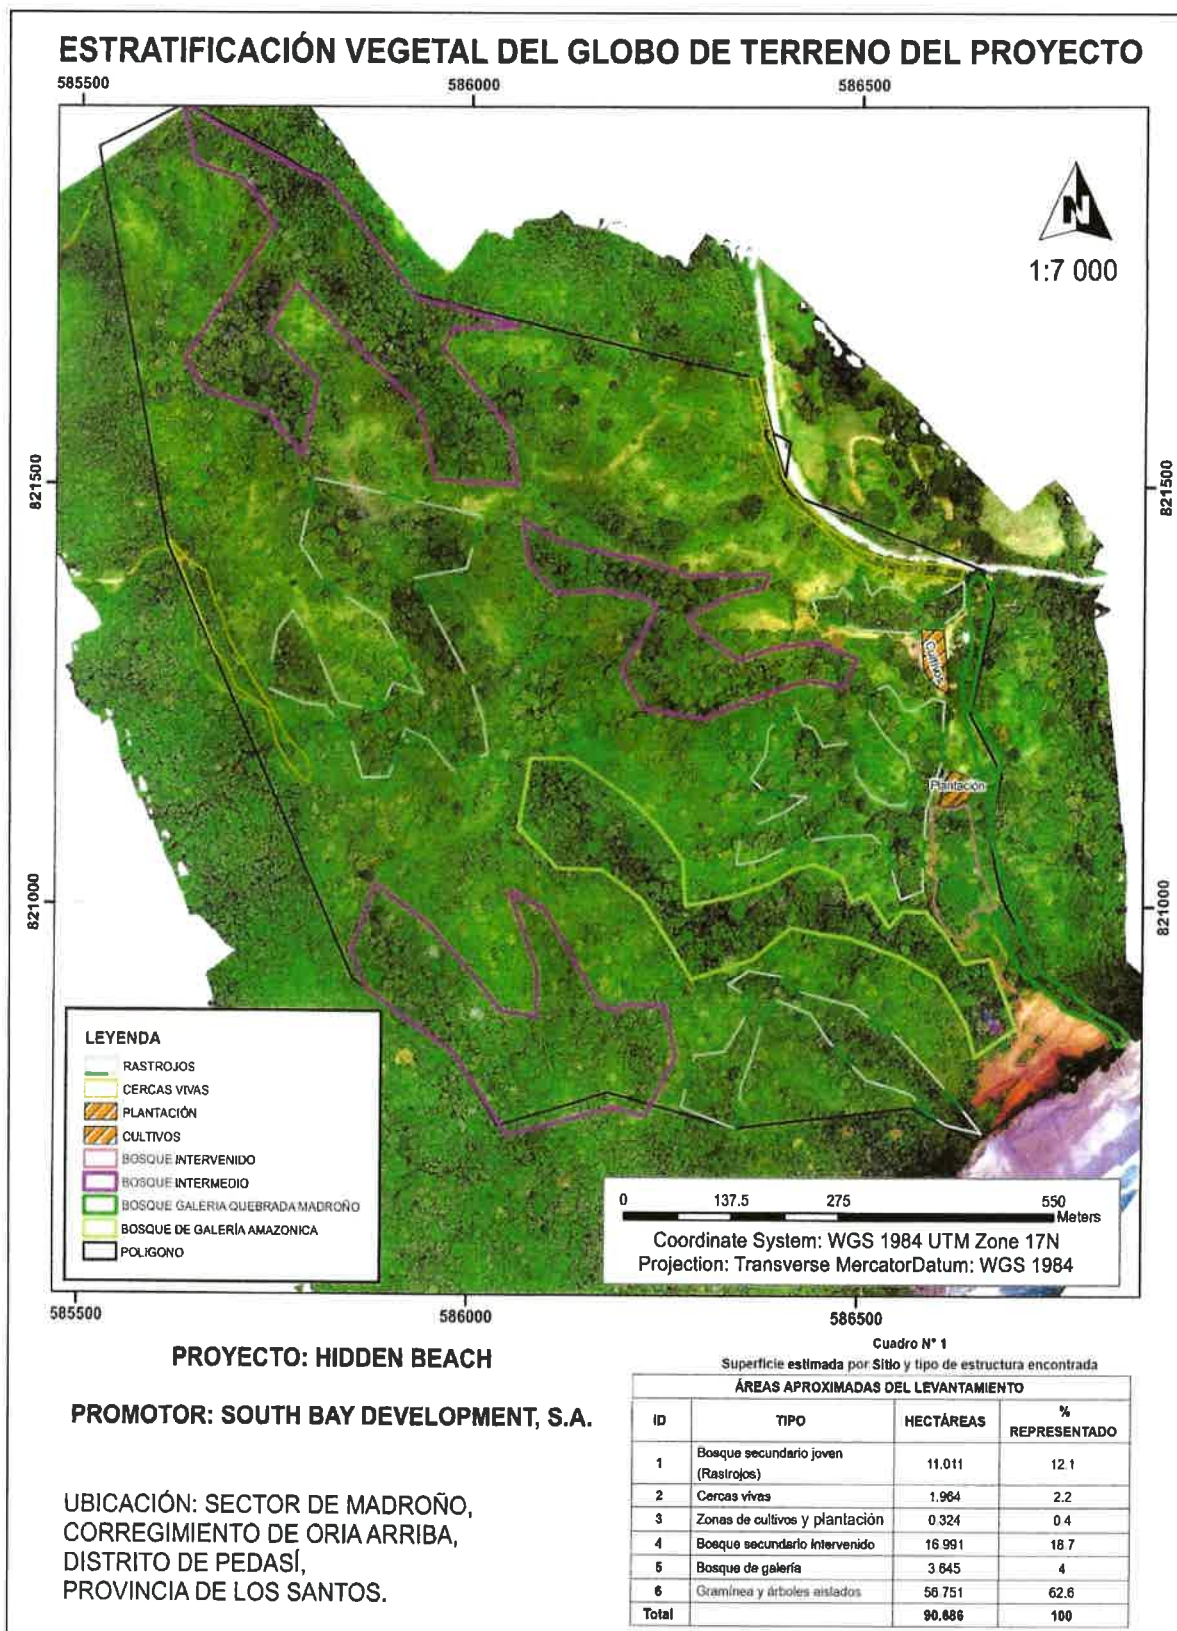 ESTRATIFICACIÓN VEGETAL DEL GLOBO DE TERRENO DEL PROYECTO
585500 586000 586500
N
1:7 000
821500 821500
Cultivos
Plantación
821000 821000
LEYENDA
RASTROJOS
CERCAS VIVAS
PLANTACIÓN
CULTIVOS
BOSQUE INTERVENIDO
BOSQUE INTERMEDIO
BOSQUE GALERIA QUEBRADA MADROÑO
BOSQUE DE GALERÍA AMAZONICA
POLIGONO
0 137.5 275 550
Meters
Coordinate System: WGS 1984 UTM Zone 17N
Projection: Transverse MercatorDatum: WGS 1984
585500 586000 586500
PROYECTO: HIDDEN BEACH
PROMOTOR: SOUTH BAY DEVELOPMENT, S.A.
UBICACIÓN: SECTOR DE MADROÑO,
CORREGIMIENTO DE ORIA ARRIBA,
DISTRITO DE PEDASÍ,
PROVINCIA DE LOS SANTOS.
Cuadro N° 1
Superficie estimada por Sitio y tipo de estructura encontrada
ÁREAS APROXIMADAS DEL LEVANTAMIENTO
ID TIPO HECTÁREAS % REPRESENTADO
1 Bosque secundario joven (Rastrojos) 11.011 12.1
2 Cercas vivas 1.964 2.2
3 Zonas de cultivos y plantación 0.324 0.4
4 Bosque secundario intervenido 16.991 18.7
5 Bosque de galería 3.645 4
6 Gramínea y árboles aislados 56.751 62.6
Total 90.686 100